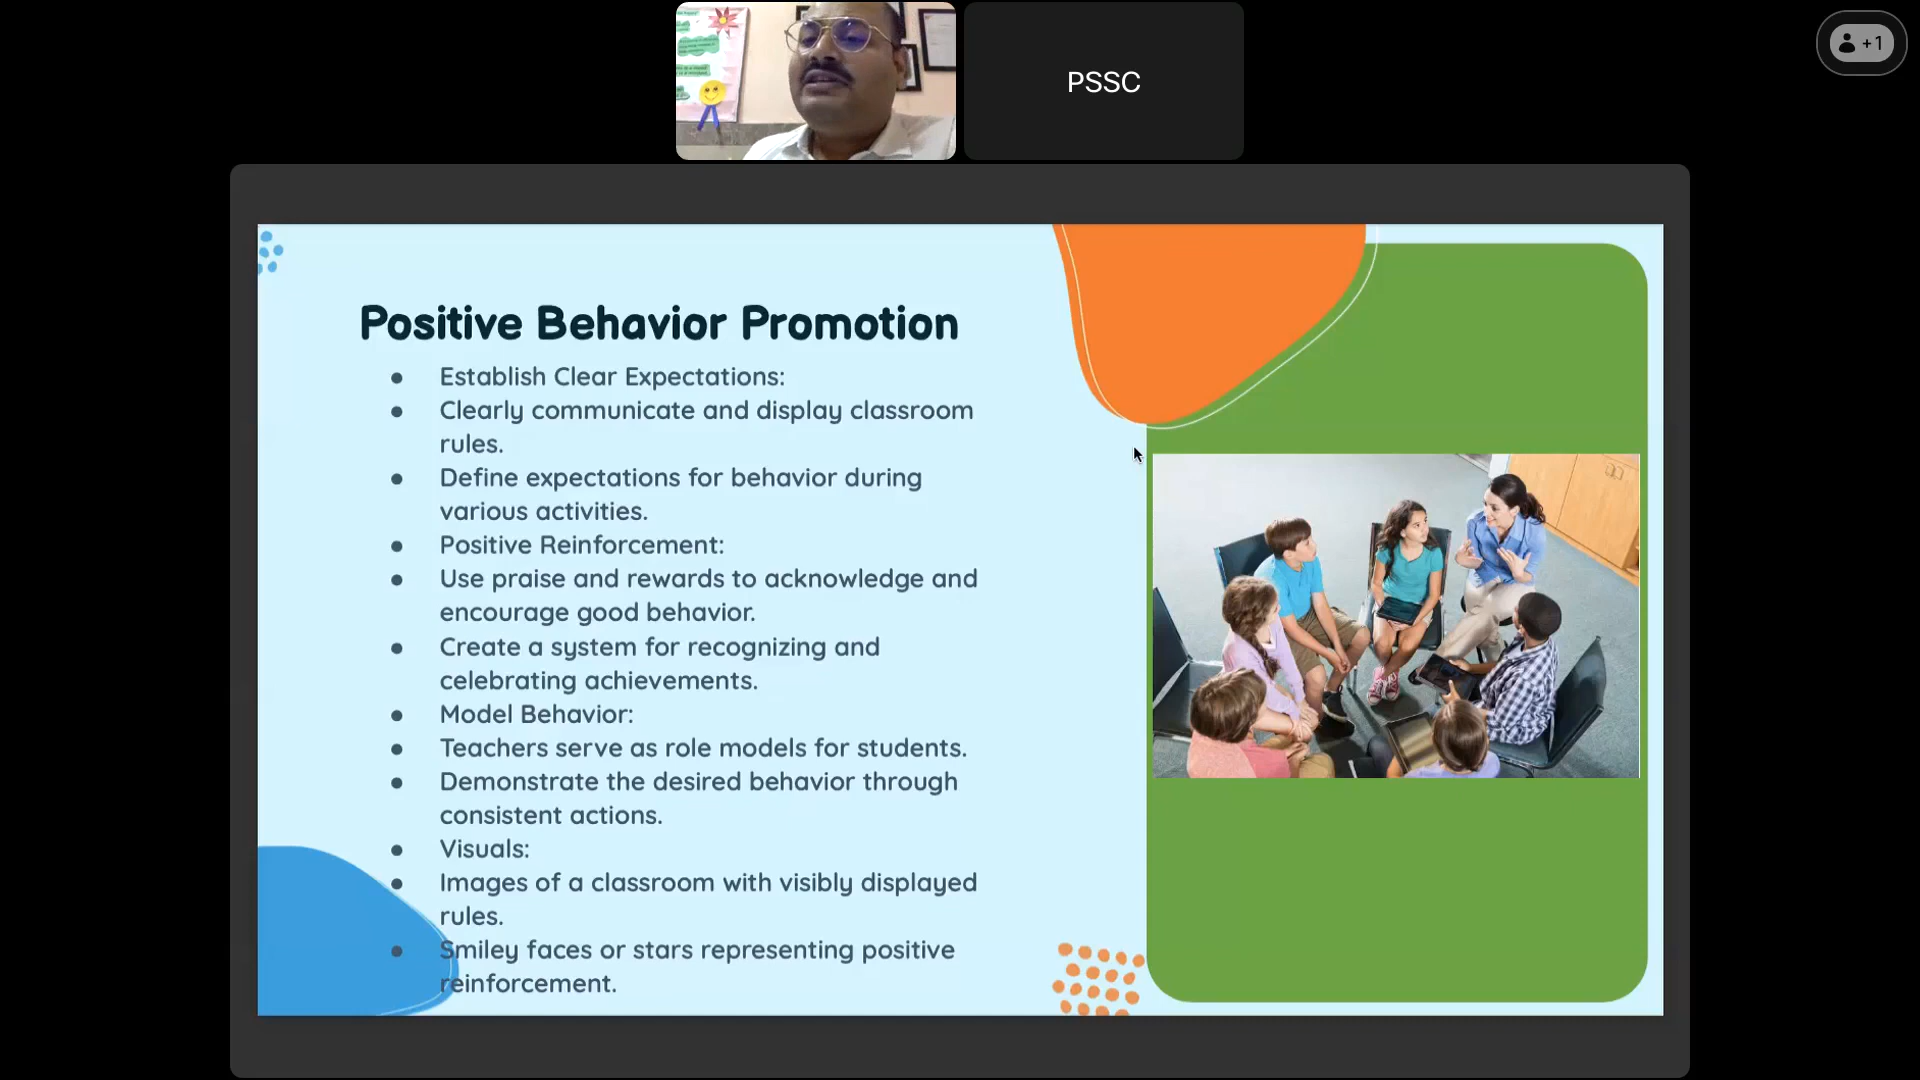 PSSC
+1
Positive Behavior Promotion
● Establish Clear Expectations:
● Clearly communicate and display classroom
rules.
● Define expectations for behavior during
various activities.
● Positive Reinforcement:
● Use praise and rewards to acknowledge and
encourage good behavior.
● Create a system for recognizing and
celebrating achievements.
● Model Behavior:
● Teachers serve as role models for students.
● Demonstrate the desired behavior through
consistent actions.
● Visuals:
● Images of a classroom with visibly displayed
rules.
● Smiley faces or stars representing positive
reinforcement.